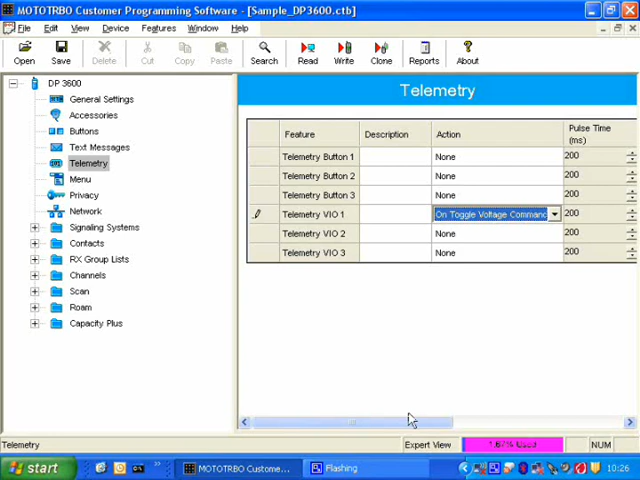 MOTOTRBO Customer Programming Software - [Sample_DP3600.ctb]
File Edit View Device Features Window Help
Open Save Delete Cut Copy Paste Search Read Write Clone Reports About
DP 3600
General Settings
Accessories
Buttons
Text Messages
Telemetry
Menu
Privacy
Network
Signaling Systems
Contacts
RX Group Lists
Channels
Scan
Roam
Capacity Plus
Telemetry
Feature Description Action Pulse Time (ms)
Telemetry Button 1 None 200
Telemetry Button 2 None 200
Telemetry Button 3 None 200
Telemetry VIO 1 On Toggle Voltage Command 200
Telemetry VIO 2 None 200
Telemetry VIO 3 None 200
Telemetry Expert View 1.67% Used NUM
start MOTOTRBO Custome... Flashing 10:26